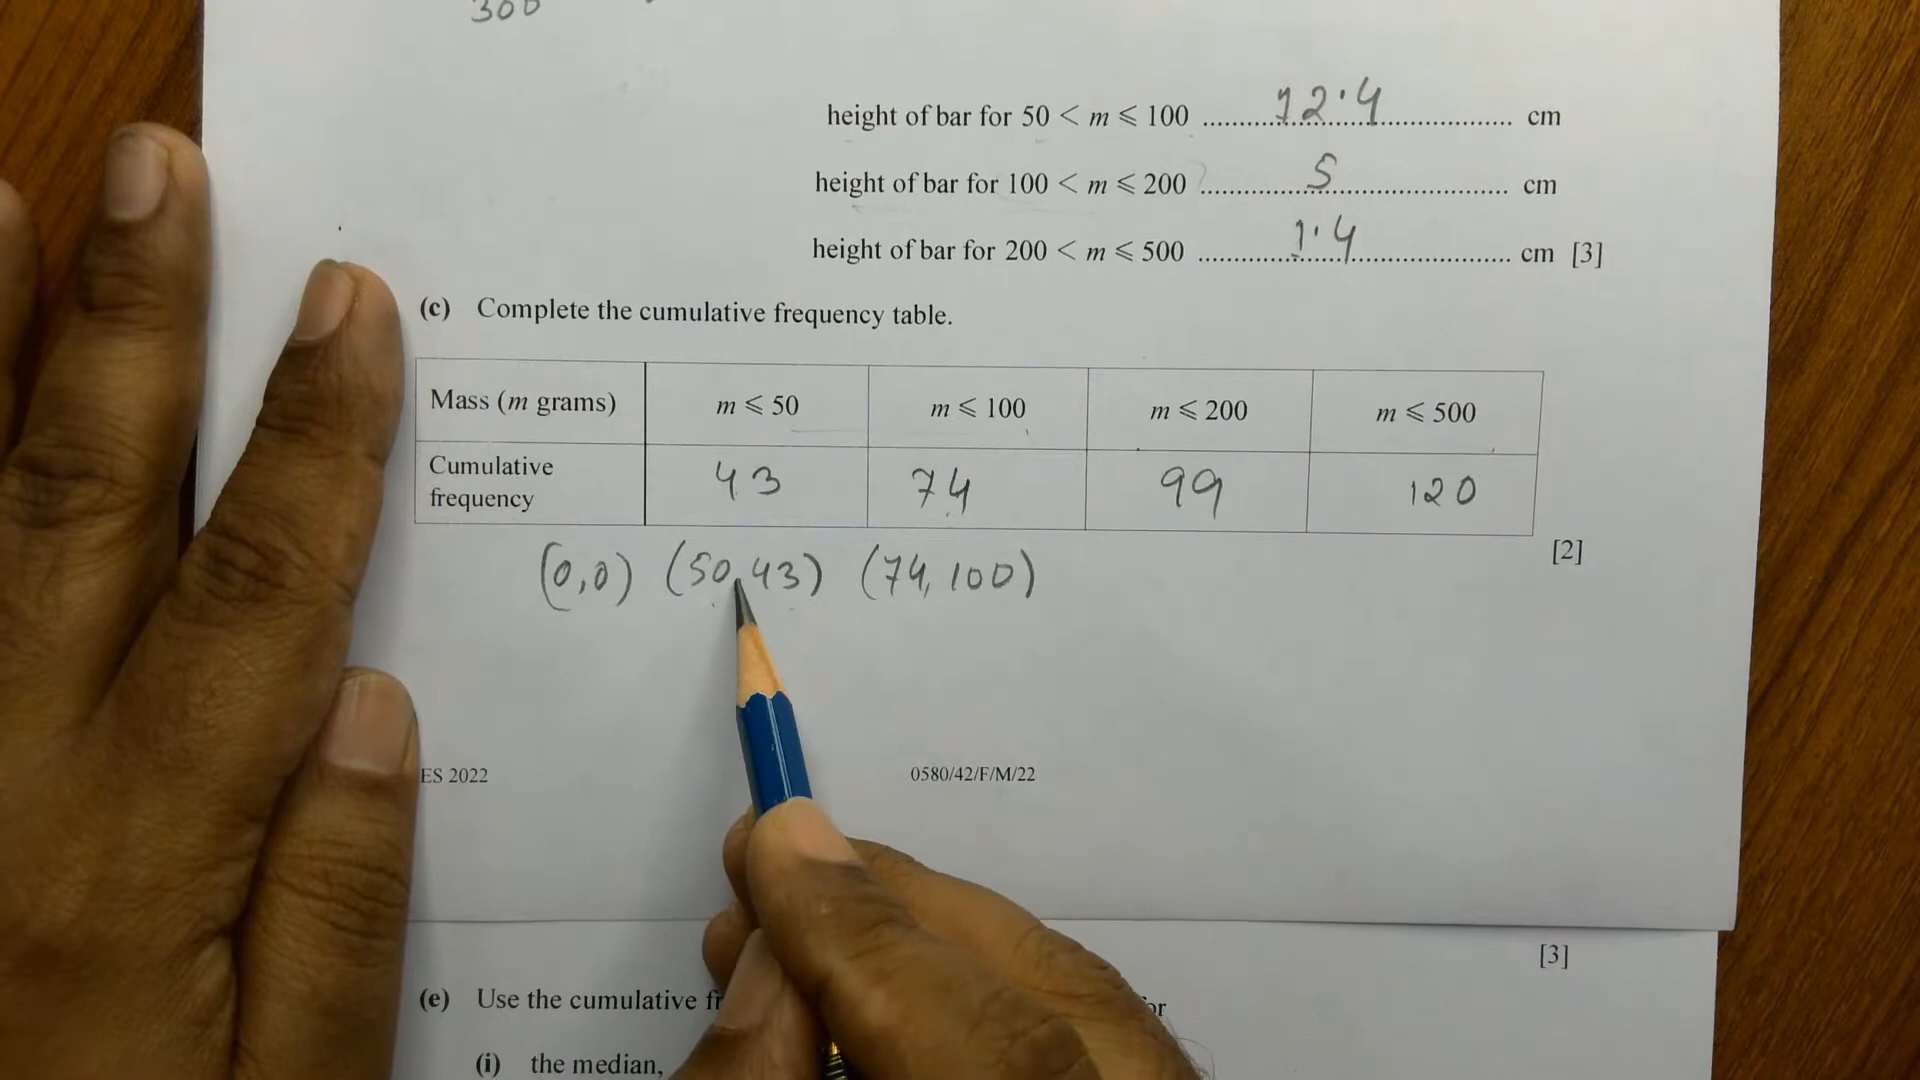 300
height of bar for 50 < m ⩽ 100 ........ 12.4 ........ cm
height of bar for 100 < m ⩽ 200 ........ 5 ........ cm
height of bar for 200 < m ⩽ 500 ........ 1.4 ........ cm [3]
(c) Complete the cumulative frequency table.
Mass (m grams) m ⩽ 50 m ⩽ 100 m ⩽ 200 m ⩽ 500
Cumulative frequency 43 74 99 120
[2]
(0,0) (50,43) (74,100)
ES 2022 0580/42/F/M/22
[3]
(e) Use the cumulative
(i) the median,